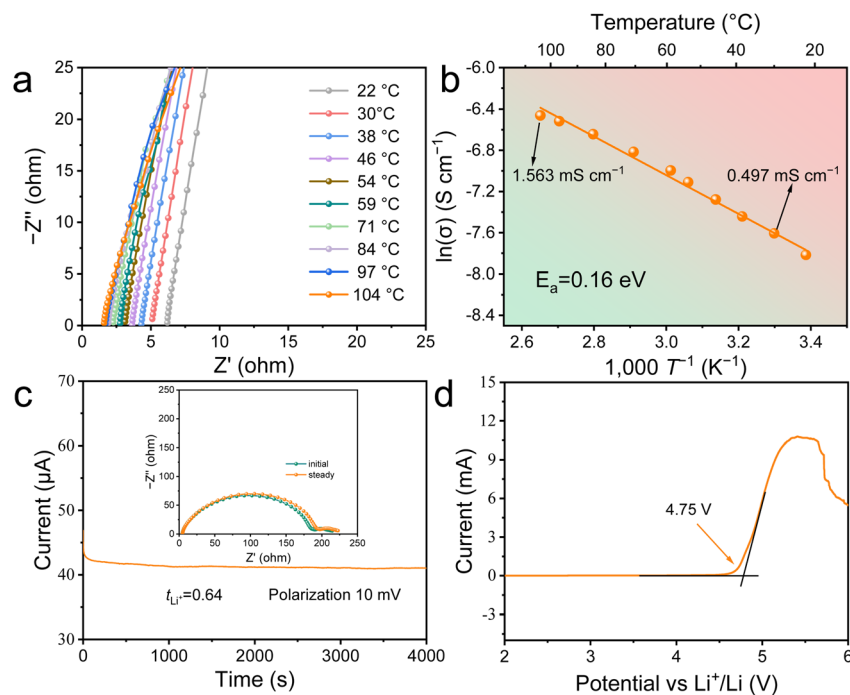 a
25
20
15
10
5
0
−Z'' (ohm)
0 5 10 15 20 25
Z' (ohm)
22 °C
30°C
38 °C
46 °C
54 °C
59 °C
71 °C
84 °C
97 °C
104 °C
Temperature (°C)
100 80 60 40 20
b
-6.0
-6.4
-6.8
-7.2
-7.6
-8.0
-8.4
ln(σ) (S cm⁻¹)
1.563 mS cm⁻¹
0.497 mS cm⁻¹
Eₐ=0.16 eV
2.6 2.8 3.0 3.2 3.4
1,000 T⁻¹ (K⁻¹)
c
70
60
50
40
30
Current (μA)
250
200
150
100
50
0
−Z'' (ohm)
initial
steady
0 50 100 150 200 250
Z' (ohm)
t_Li⁺=0.64 Polarization 10 mV
0 1000 2000 3000 4000
Time (s)
d
15
12
9
6
3
0
-3
Current (mA)
4.75 V
2 3 4 5 6
Potential vs Li⁺/Li (V)